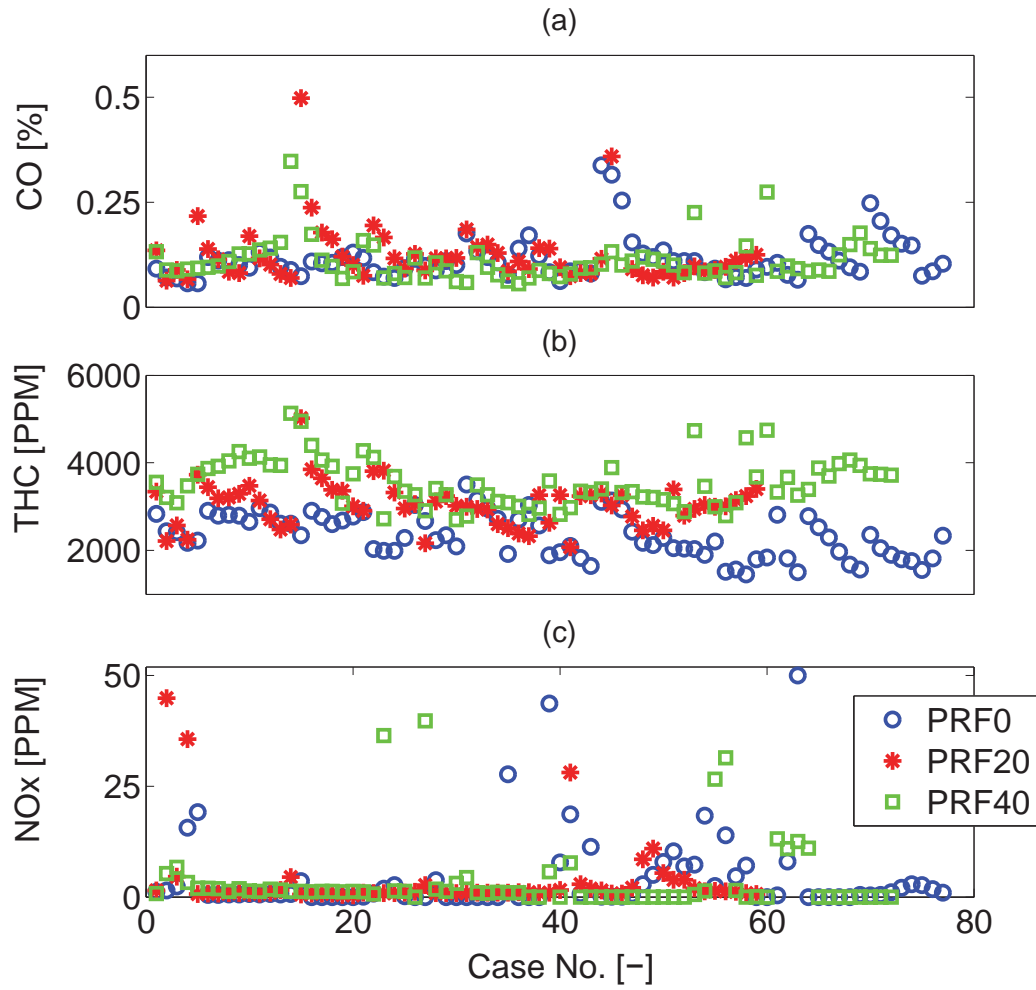 (a)
CO [%]
0.5
0.25
0
(b)
THC [PPM]
6000
4000
2000
(c)
NOx [PPM]
50
25
0
0 20 40 60 80
Case No. [−]
PRF0
PRF20
PRF40